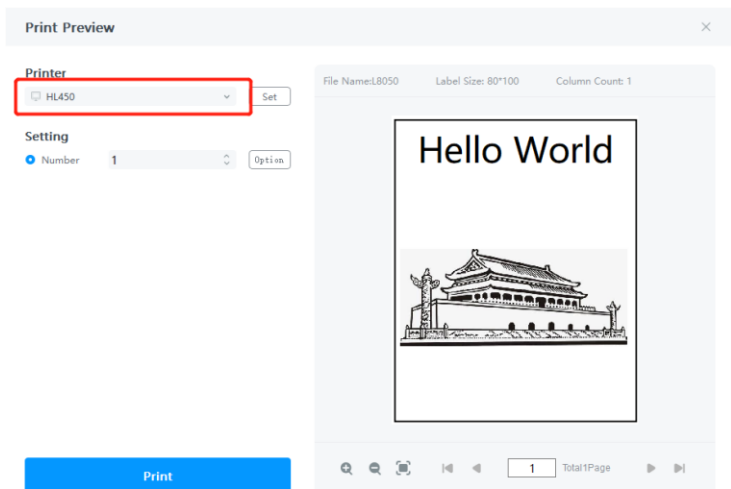 Print Preview
Printer
HL450
Set
Setting
Number
1
Option
Print
File Name:L8050
Label Size: 80*100
Column Count: 1
Hello World
1
Total1Page